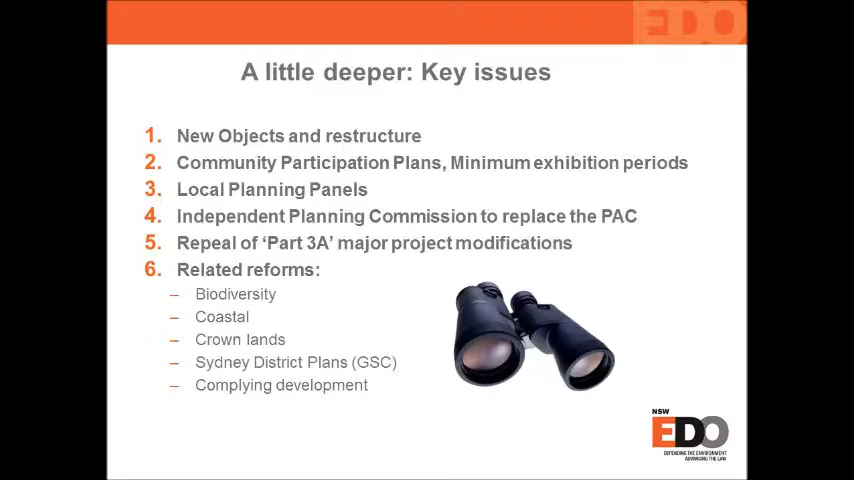 EDO
A little deeper: Key issues
1. New Objects and restructure
2. Community Participation Plans, Minimum exhibition periods
3. Local Planning Panels
4. Independent Planning Commission to replace the PAC
5. Repeal of ‘Part 3A’ major project modifications
6. Related reforms:
– Biodiversity
– Coastal
– Crown lands
– Sydney District Plans (GSC)
– Complying development
NSW
EDO
DEFENDING THE ENVIRONMENT
ADVANCING THE LAW